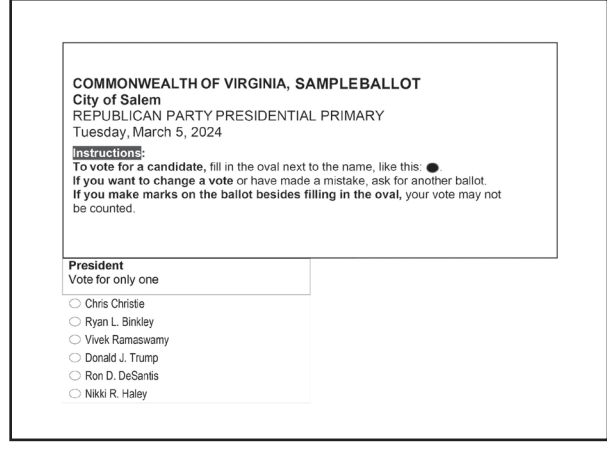 COMMONWEALTH OF VIRGINIA, SAMPLE BALLOT
City of Salem
REPUBLICAN PARTY PRESIDENTIAL PRIMARY
Tuesday, March 5, 2024
Instructions:
To vote for a candidate, fill in the oval next to the name, like this: ⬬.
If you want to change a vote or have made a mistake, ask for another ballot.
If you make marks on the ballot besides filling in the oval, your vote may not
be counted.
President
Vote for only one
Chris Christie
Ryan L. Binkley
Vivek Ramaswamy
Donald J. Trump
Ron D. DeSantis
Nikki R. Haley